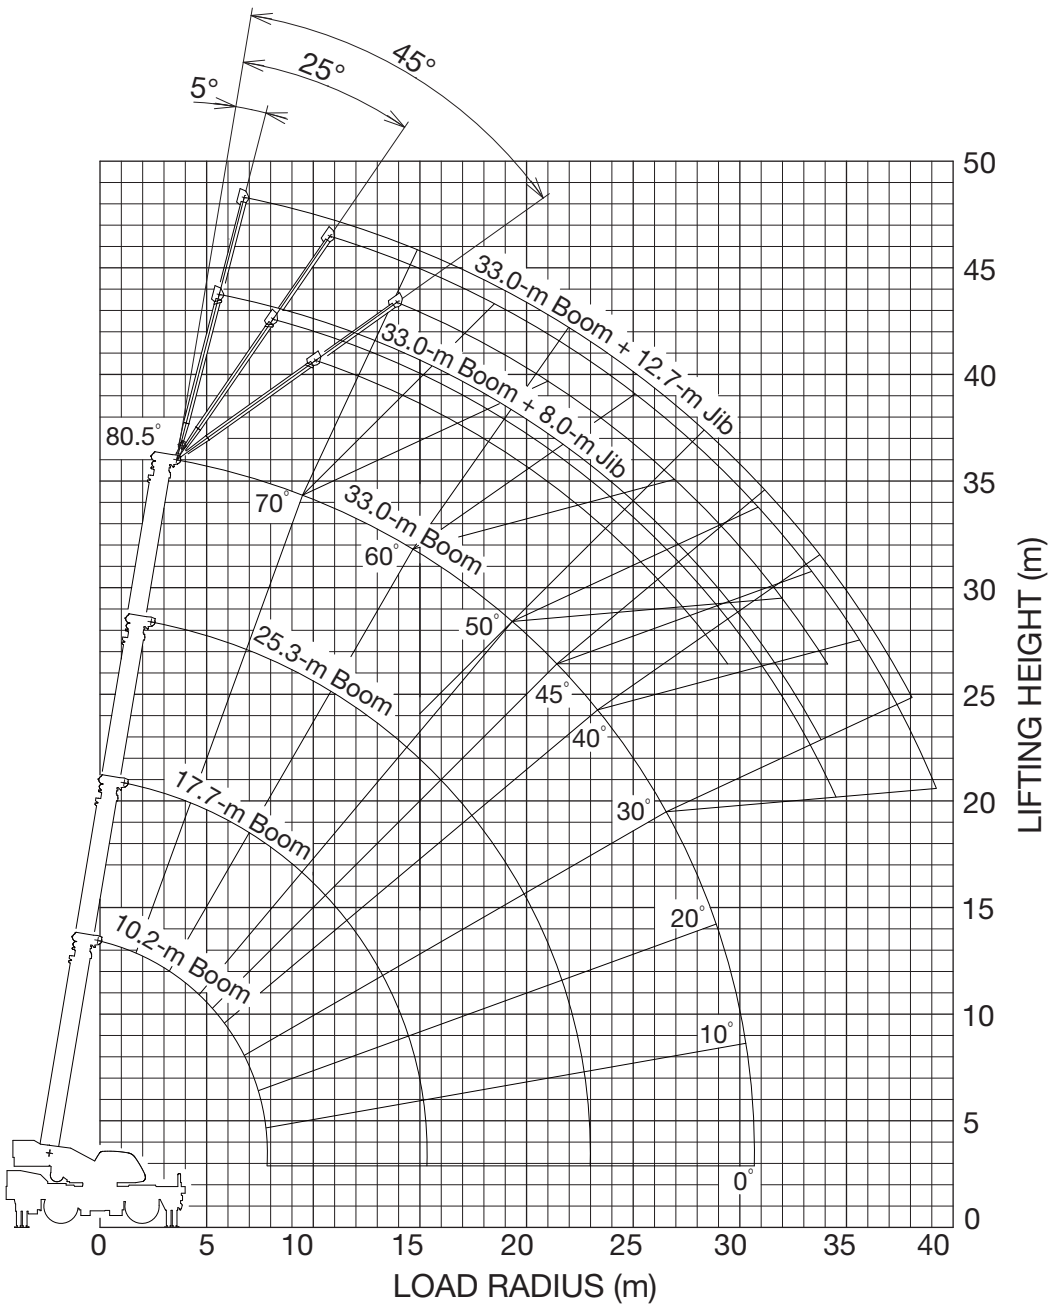 45°
25°
5°
50
45
40
35
30
25
20
15
10
5
0
LIFTING HEIGHT (m)
33.0-m Boom + 12.7-m Jib
33.0-m Boom + 8.0-m Jib
80.5°
70°
33.0-m Boom
60°
50°
25.3-m Boom
45°
40°
17.7-m Boom
30°
20°
10.2-m Boom
10°
0°
0 5 10 15 20 25 30 35 40
LOAD RADIUS (m)